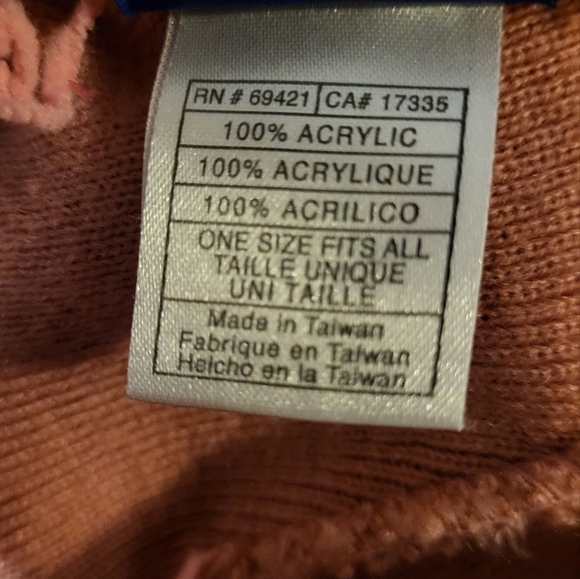 RN # 69421 CA# 17335
100% ACRYLIC
100% ACRYLIQUE
100% ACRILICO
ONE SIZE FITS ALL
TAILLE UNIQUE
UNI TAILLE
Made in Taiwan
Fabrique en Taiwan
Helcho en la Taiwan